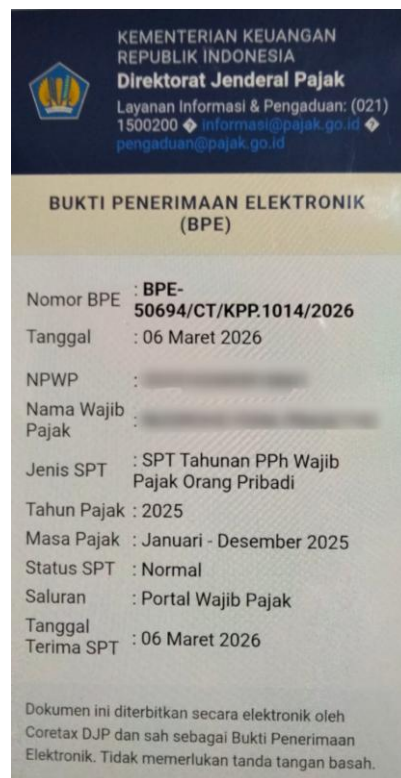 KEMENTERIAN KEUANGAN
REPUBLIK INDONESIA
Direktorat Jenderal Pajak
Layanan Informasi & Pengaduan: (021)
1500200 � informasi@pajak.go.id �
pengaduan@pajak.go.id
BUKTI PENERIMAAN ELEKTRONIK
(BPE)
Nomor BPE : BPE-
50694/CT/KPP.1014/2026
Tanggal : 06 Maret 2026
NPWP :
Nama Wajib
Pajak :
Jenis SPT : SPT Tahunan PPh Wajib
Pajak Orang Pribadi
Tahun Pajak : 2025
Masa Pajak : Januari - Desember 2025
Status SPT : Normal
Saluran : Portal Wajib Pajak
Tanggal
Terima SPT : 06 Maret 2026
Dokumen ini diterbitkan secara elektronik oleh
Coretax DJP dan sah sebagai Bukti Penerimaan
Elektronik. Tidak memerlukan tanda tangan basah.